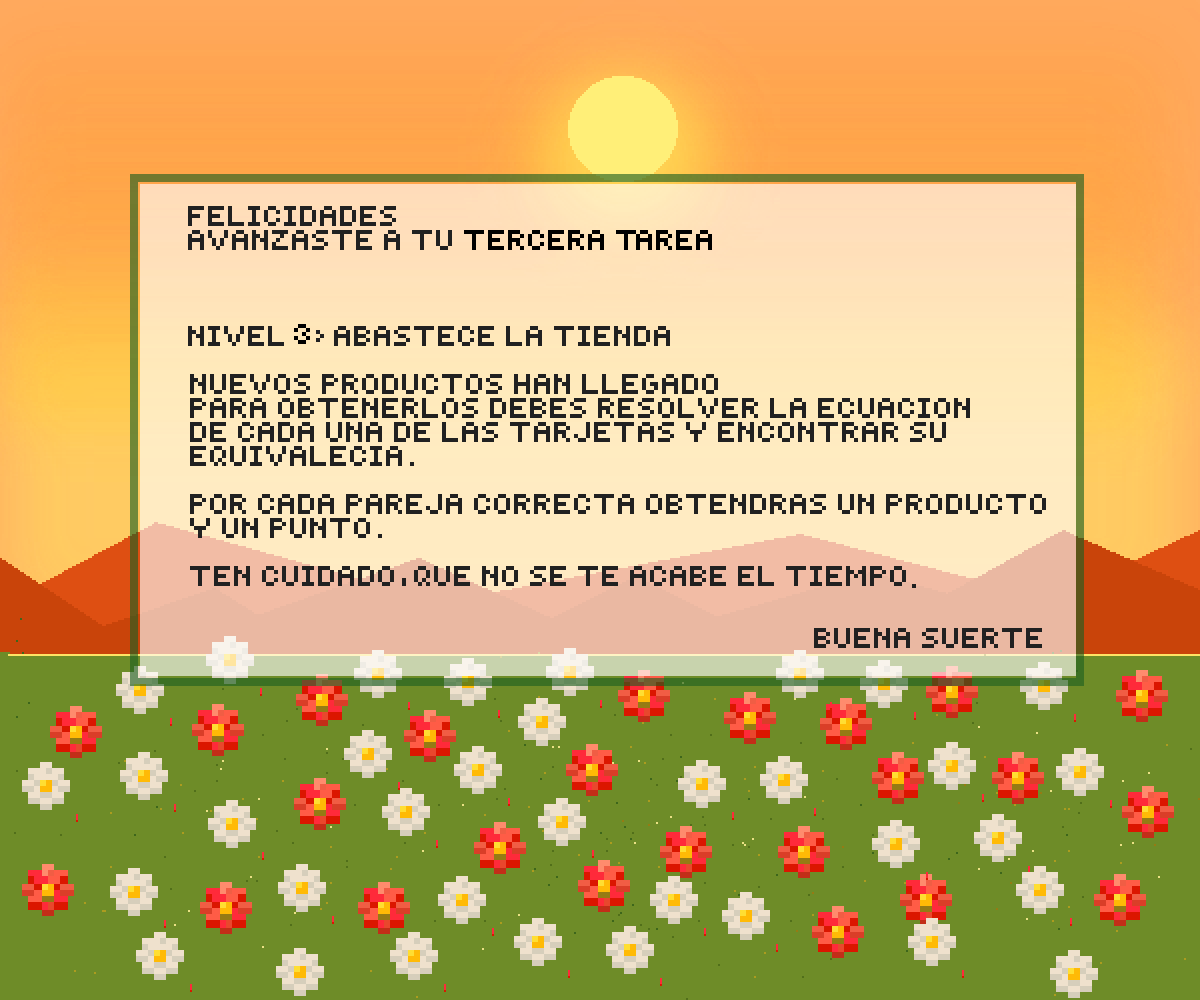 FELICIDADES
AVANZASTE A TU TERCERA TAREA
NIVEL 3> ABASTECE LA TIENDA
NUEVOS PRODUCTOS HAN LLEGADO
PARA OBTENERLOS DEBES RESOLVER LA ECUACION
DE CADA UNA DE LAS TARJETAS Y ENCONTRAR SU
EQUIVALECIA.
POR CADA PAREJA CORRECTA OBTENDRAS UN PRODUCTO
Y UN PUNTO.
TEN CUIDADO,QUE NO SE TE ACABE EL TIEMPO.
BUENA SUERTE